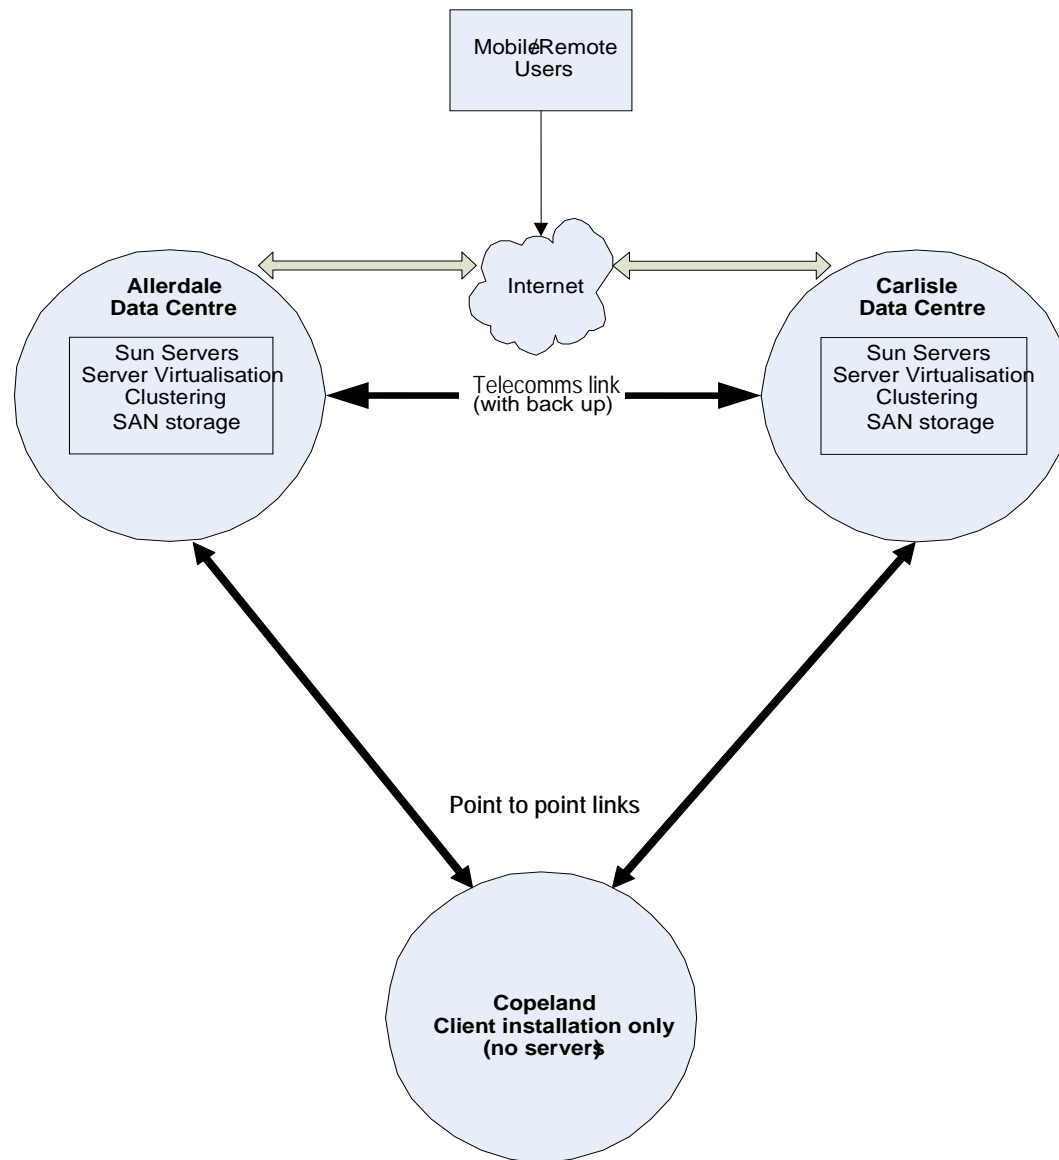 Mobile/Remote
Users
Internet
Allerdale
Data Centre
Sun Servers
Server Virtualisation
Clustering
SAN storage
Telecomms link
(with back up)
Carlisle
Data Centre
Sun Servers
Server Virtualisation
Clustering
SAN storage
Point to point links
Copeland
Client installation only
(no servers)